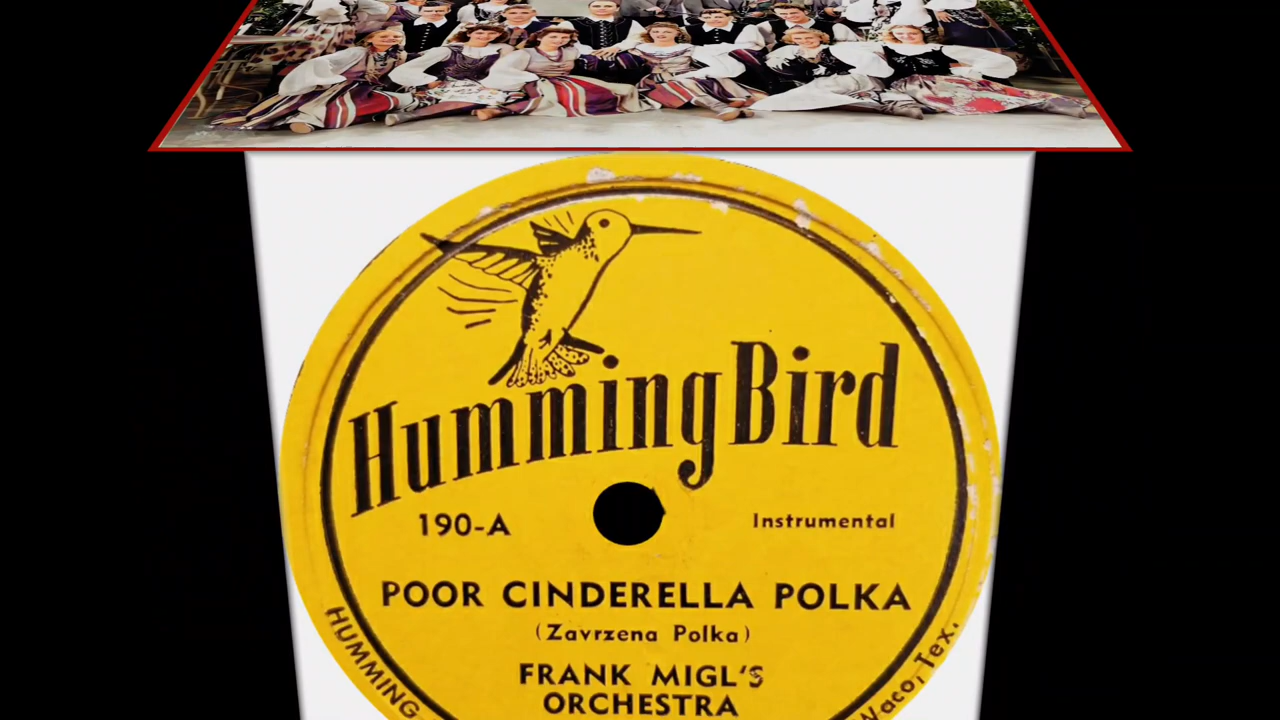 HummingBird
190-A
Instrumental
POOR CINDERELLA POLKA
(Zavrzena Polka)
FRANK MIGL'S
ORCHESTRA
HUMMING
Waco, Tex.